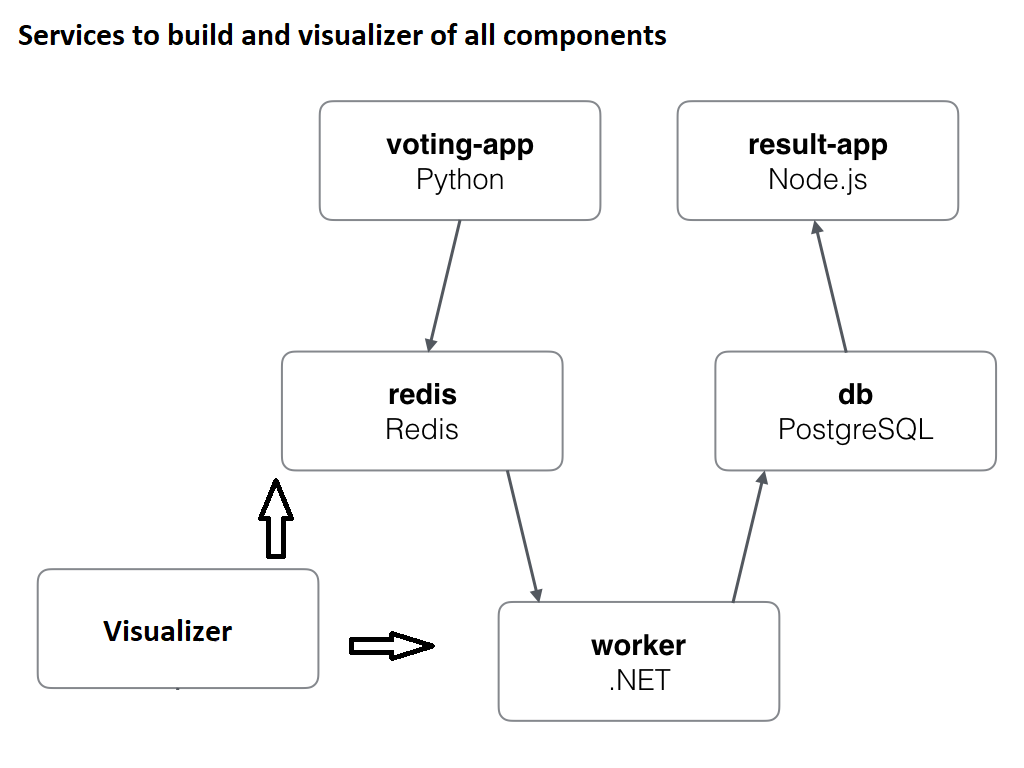 Services to build and visualizer of all components
voting-app
Python
result-app
Node.js
redis
Redis
db
PostgreSQL
Visualizer
worker
.NET